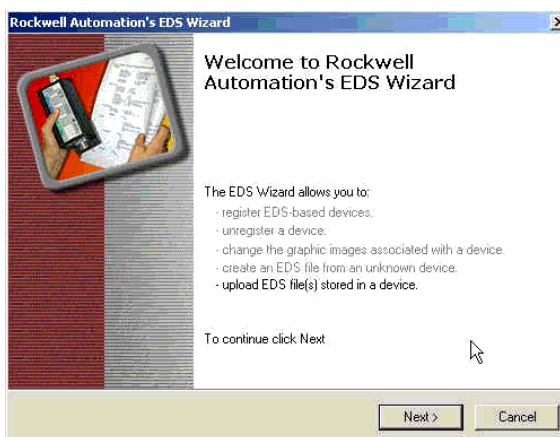 Rockwell Automation's EDS Wizard
Welcome to Rockwell
Automation's EDS Wizard
The EDS Wizard allows you to:
- register EDS-based devices.
- unregister a device.
- change the graphic images associated with a device.
- create an EDS file from an unknown device.
- upload EDS file(s) stored in a device.
To continue click Next
Next >
Cancel